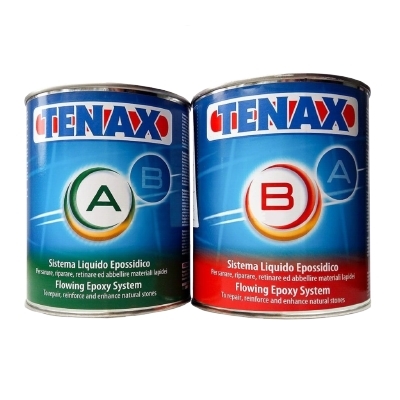 TENAX
A B
Sistema Liquido Epossidico
Per sanare, riparare, retinare ed abbellire materiali lapidei
Flowing Epoxy System
To repair, reinforce and enhance natural stones
TENAX
B A
Sistema Liquido Epossidico
Per sanare, riparare, retinare ed abbellire materiali lapidei
Flowing Epoxy System
To repair, reinforce and enhance natural stones